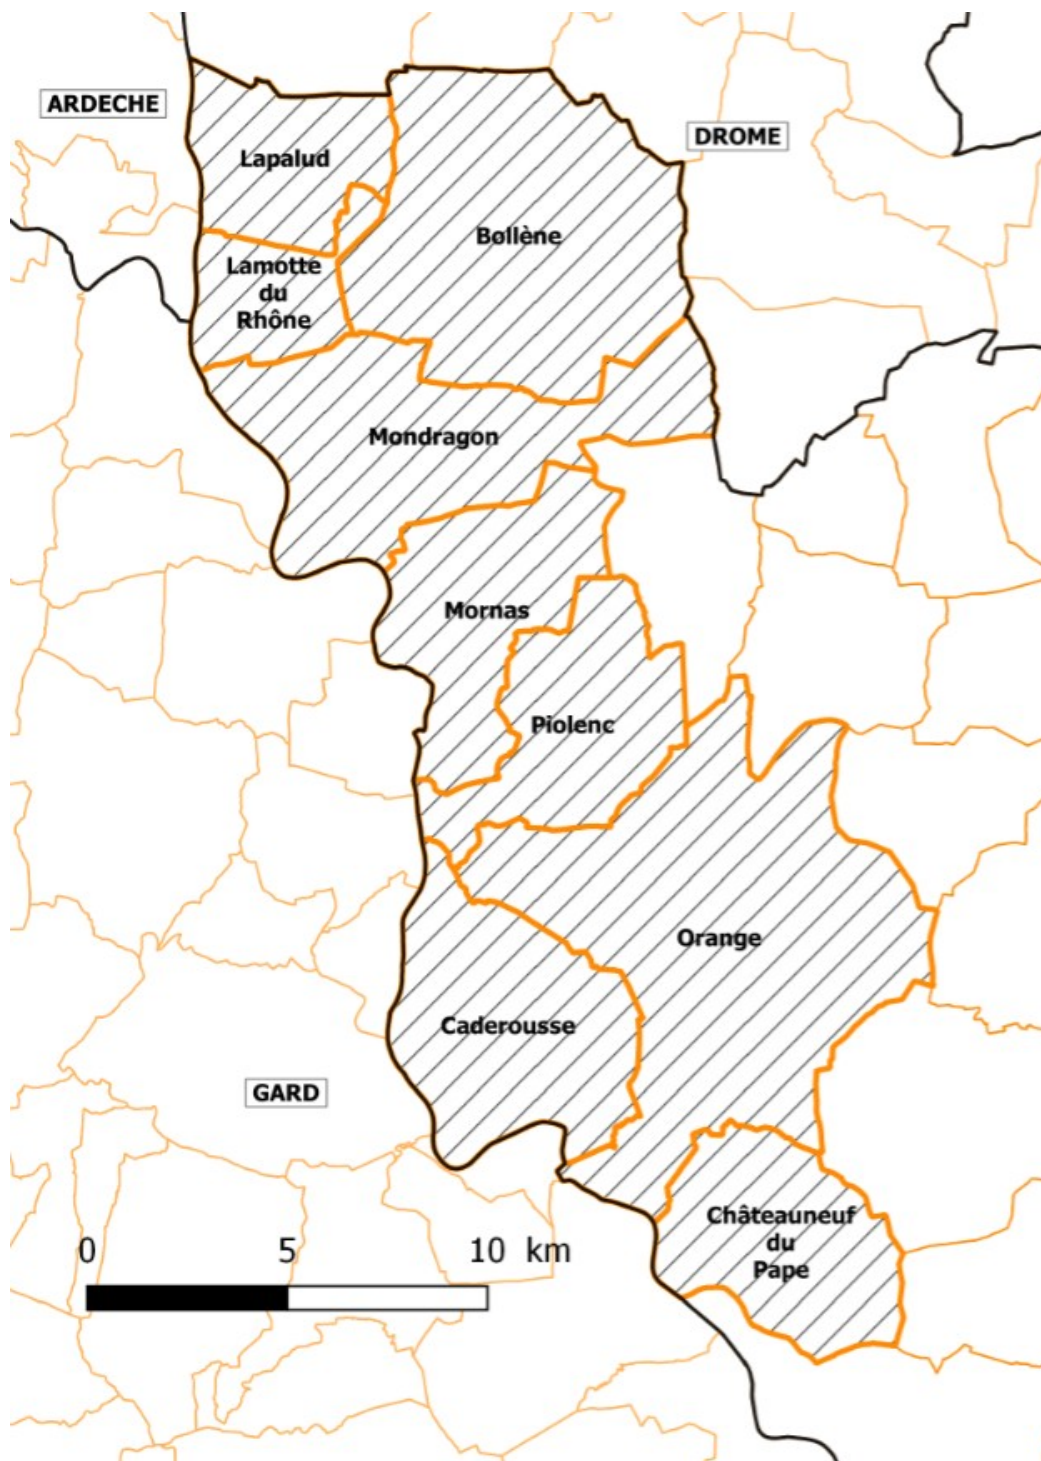 ARDECHE
DROME
Lapalud
Bollène
Lamotte
du
Rhône
Mondragon
Mornas
Piolenc
Orange
Caderousse
GARD
Châteauneuf
du
Pape
0 5 10 km